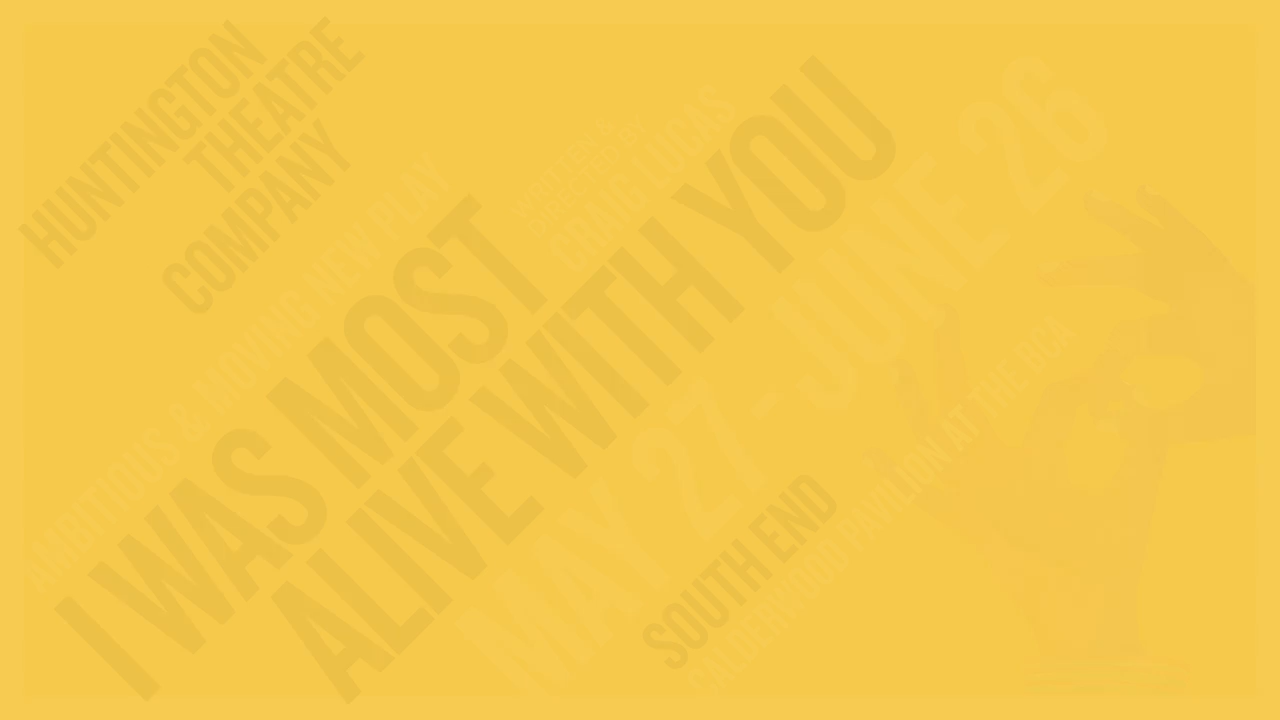 HUNTINGTON
THEATRE
COMPANY
AMBITIOUS & MOVING NEW PLAY
I WAS MOST
ALIVE WITH YOU
WRITTEN &
DIRECTED BY
CRAIG LUCAS
MAY 27 - JUNE 26
SOUTH END
CALDERWOOD PAVILION AT THE BCA